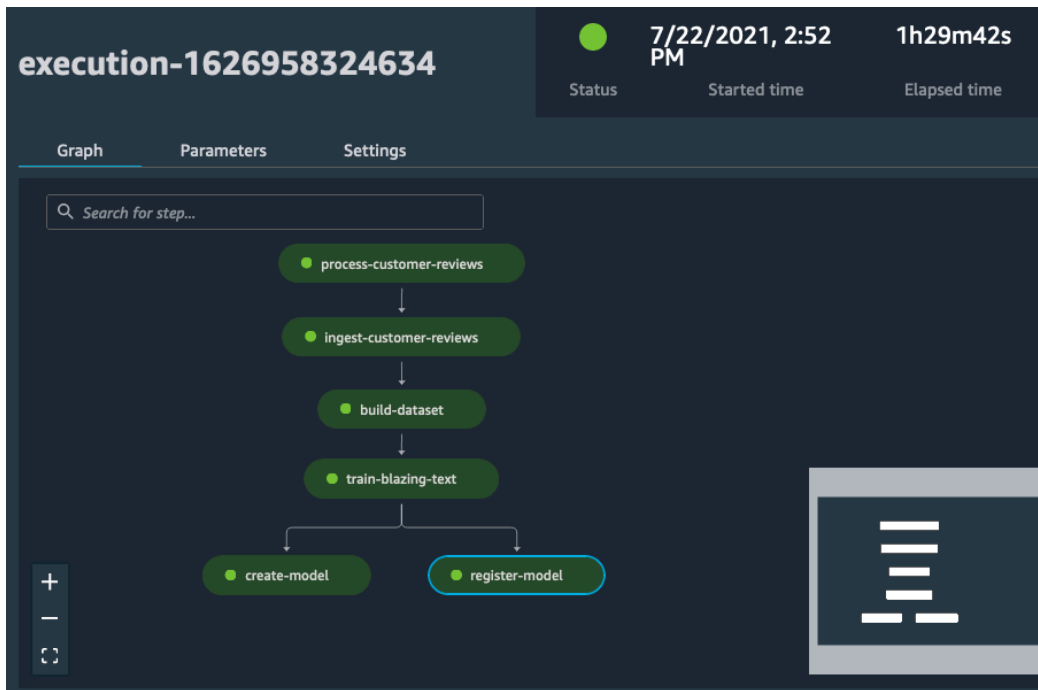 execution-1626958324634
7/22/2021, 2:52
PM
1h29m42s
Status
Started time
Elapsed time
Graph
Parameters
Settings
Search for step...
process-customer-reviews
ingest-customer-reviews
build-dataset
train-blazing-text
create-model
register-model